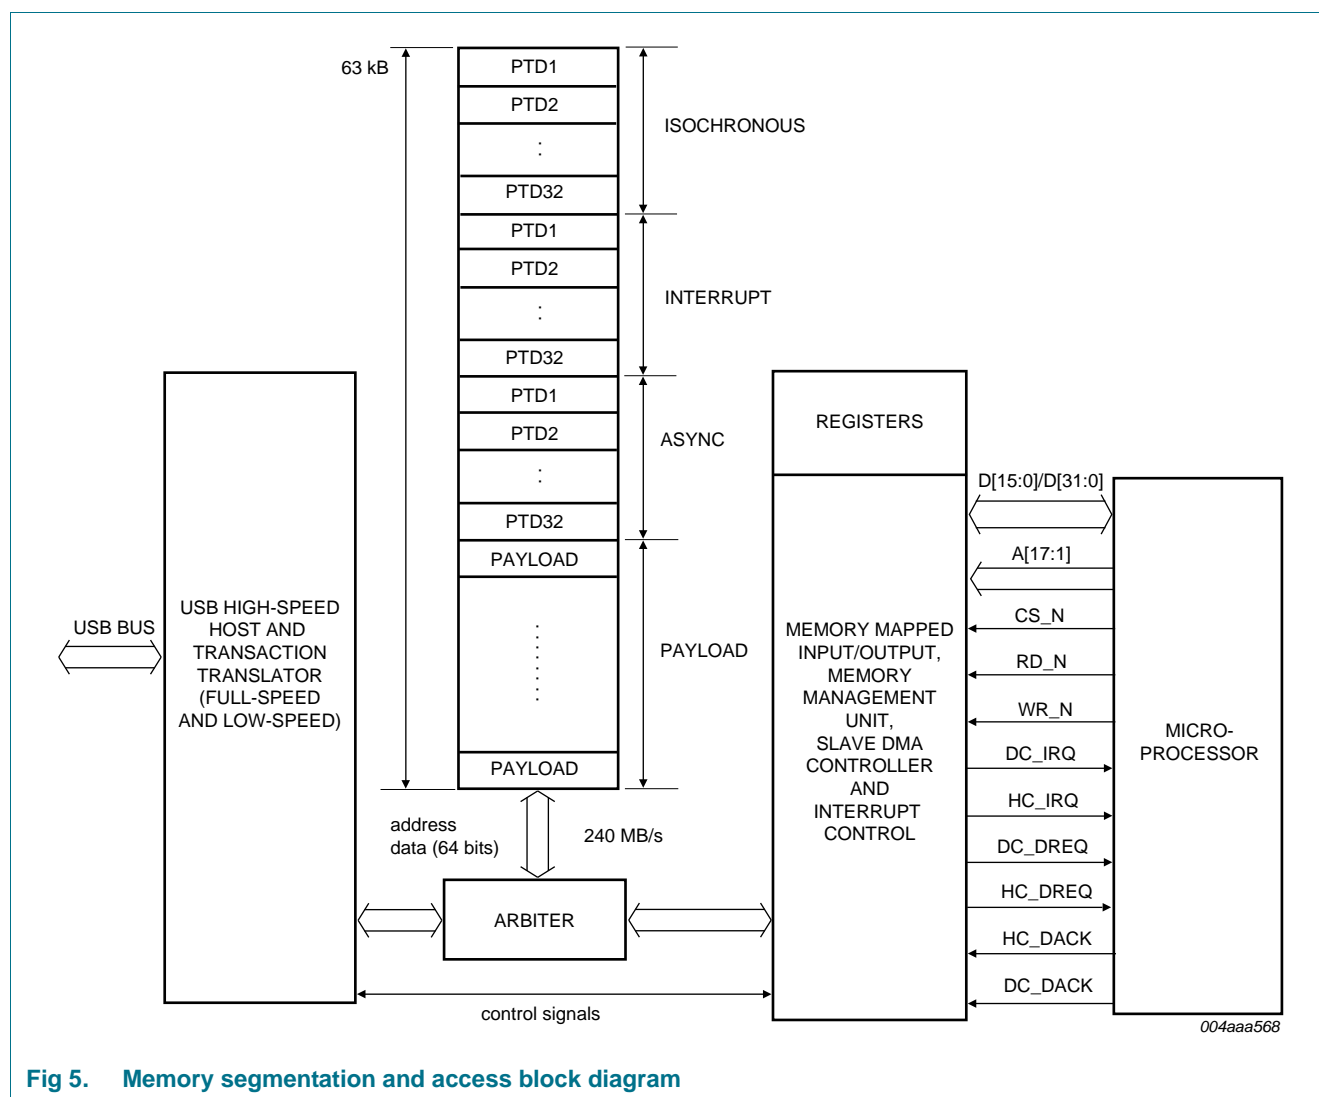 63 kB
PTD1
PTD2
PTD32
ISOCHRONOUS
PTD1
PTD2
PTD32
INTERRUPT
PTD1
PTD2
PTD32
ASYNC
PAYLOAD
PAYLOAD
PAYLOAD
USB BUS
USB HIGH-SPEED
HOST AND
TRANSACTION
TRANSLATOR
(FULL-SPEED
AND LOW-SPEED)
address
data (64 bits)
240 MB/s
ARBITER
control signals
REGISTERS
MEMORY MAPPED
INPUT/OUTPUT,
MEMORY
MANAGEMENT
UNIT,
SLAVE DMA
CONTROLLER
AND
INTERRUPT
CONTROL
D[15:0]/D[31:0]
A[17:1]
CS_N
RD_N
WR_N
DC_IRQ
HC_IRQ
DC_DREQ
HC_DREQ
HC_DACK
DC_DACK
MICRO-
PROCESSOR
004aaa568
Fig 5. Memory segmentation and access block diagram